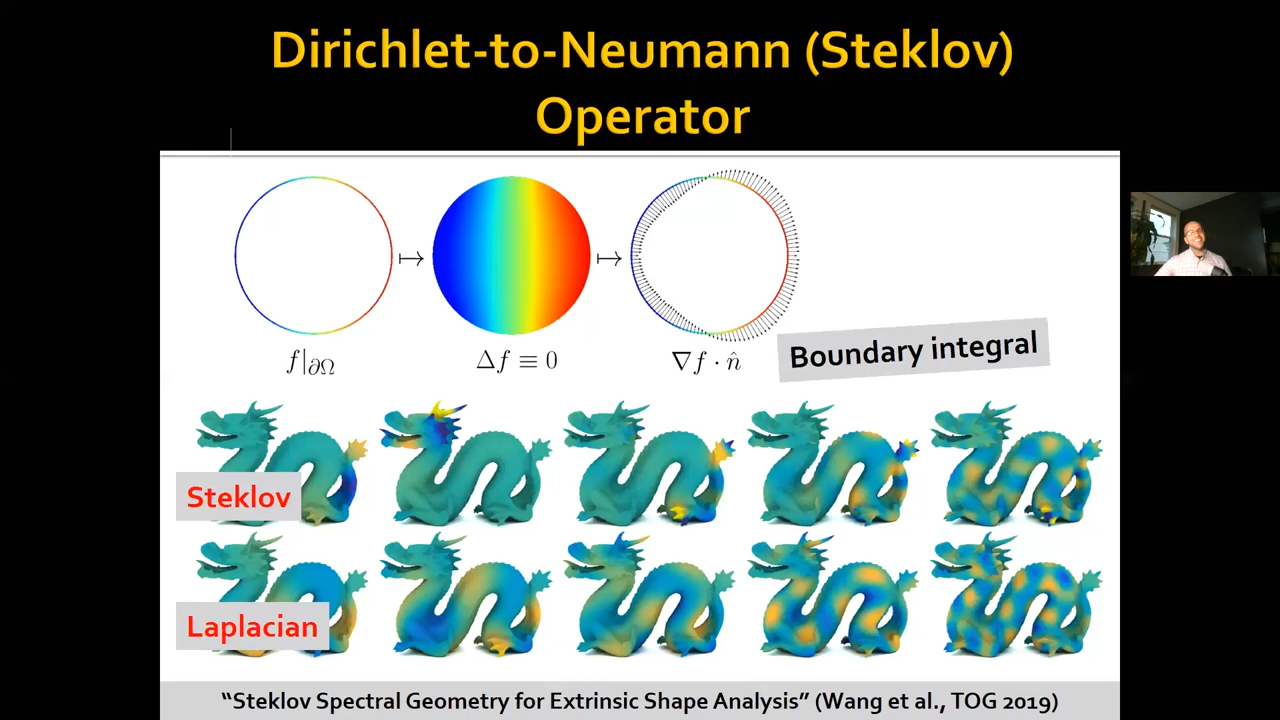 Dirichlet-to-Neumann (Steklov)
Operator
f|∂Ω
↦
Δf ≡ 0
↦
∇f · n̂
Boundary integral
Steklov
Laplacian
“Steklov Spectral Geometry for Extrinsic Shape Analysis” (Wang et al., TOG 2019)